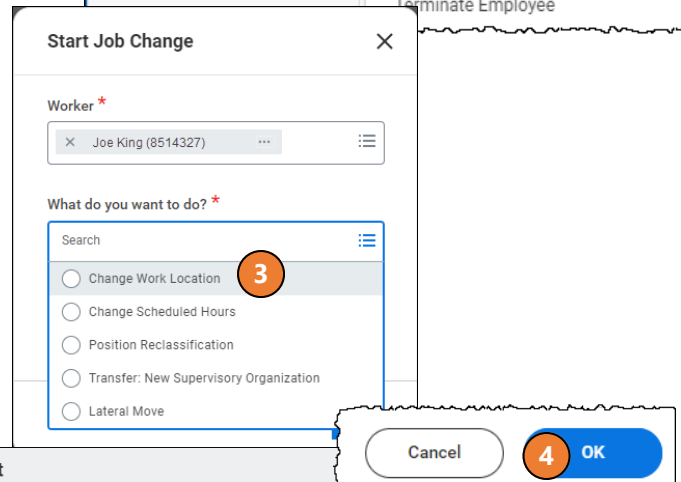 Terminate Employee
Start Job Change
Worker *
Joe King (8514327)
What do you want to do? *
Search
Change Work Location
3
Change Scheduled Hours
Position Reclassification
Transfer: New Supervisory Organization
Lateral Move
Cancel
4
OK
t